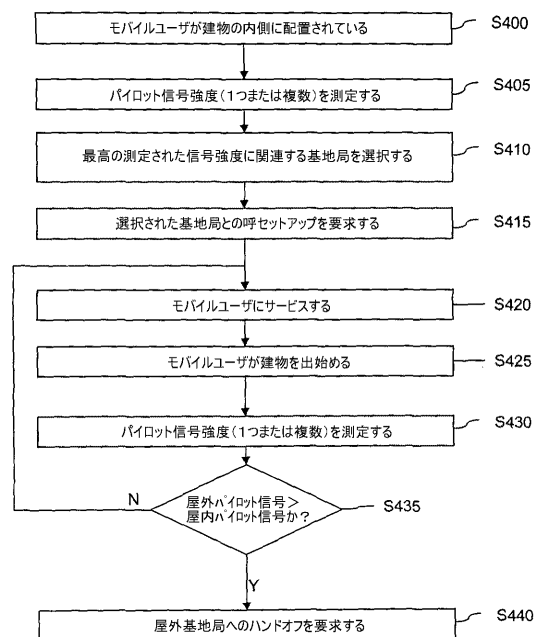 モバイルユーザが建物の内側に配置されている
S400
パイロット信号強度(1つまたは複数)を測定する
S405
最高の測定された信号強度に関連する基地局を選択する
S410
選択された基地局との呼セットアップを要求する
S415
モバイルユーザにサービスする
S420
モバイルユーザが建物を出始める
S425
パイロット信号強度(1つまたは複数)を測定する
S430
屋外パイロット信号>
屋内パイロット信号か?
S435
N
Y
屋外基地局へのハンドオフを要求する
S440